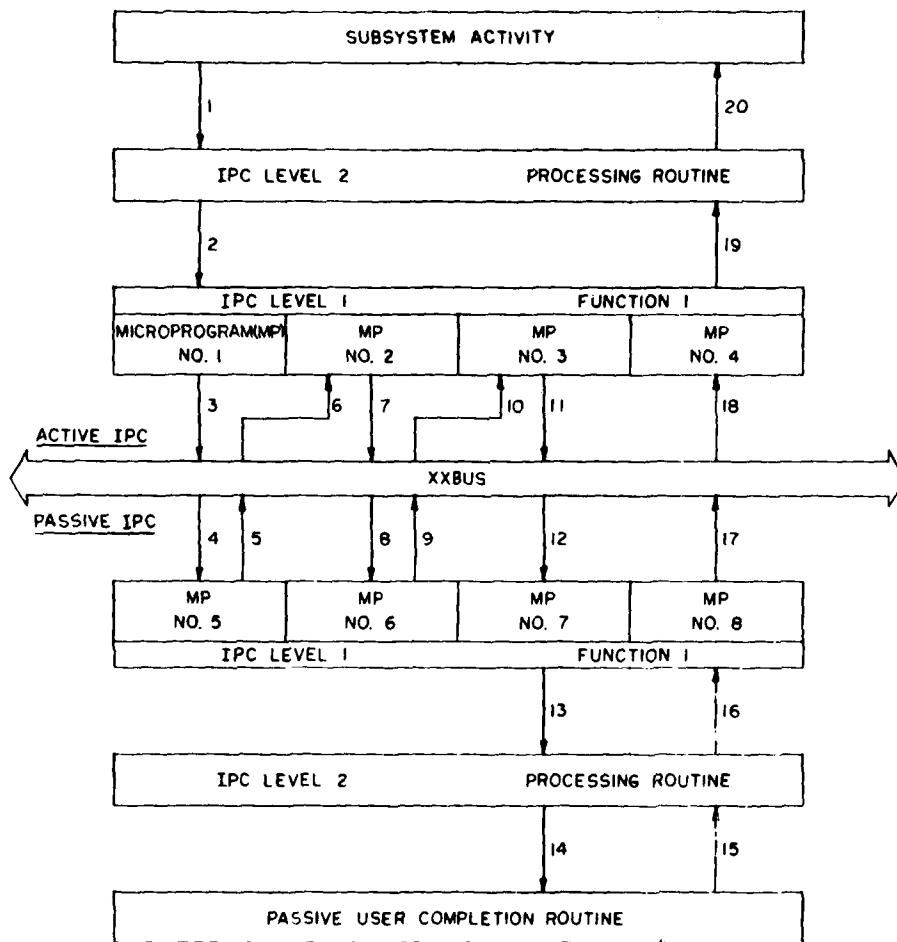 SUBSYSTEM ACTIVITY
1
20
IPC LEVEL 2 PROCESSING ROUTINE
2
19
IPC LEVEL 1 FUNCTION 1
MICROPROGRAM(MP) NO. 1
MP NO. 2
MP NO. 3
MP NO. 4
3
6
7
10
11
18
ACTIVE IPC
XXBUS
PASSIVE IPC
4
5
8
9
12
17
MP NO. 5
MP NO. 6
MP NO. 7
MP NO. 8
IPC LEVEL 1 FUNCTION 1
13
16
IPC LEVEL 2 PROCESSING ROUTINE
14
15
PASSIVE USER COMPLETION ROUTINE